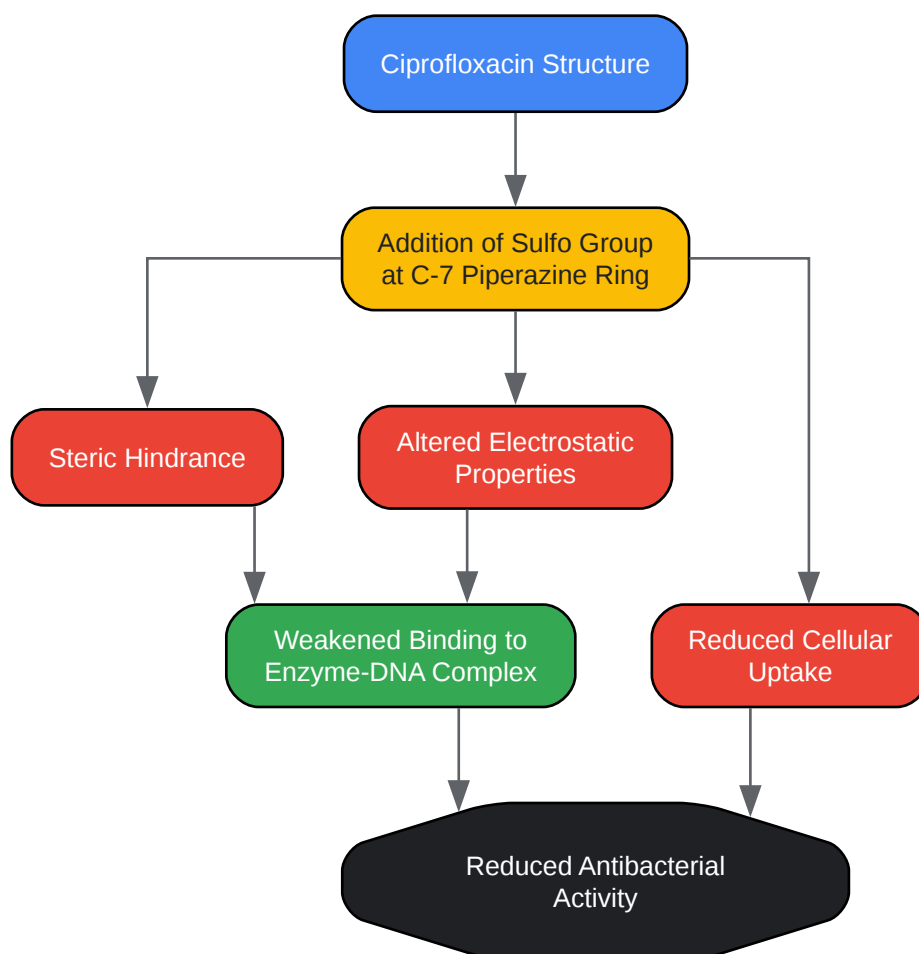 Ciprofloxacin Structure
Addition of Sulfo Group
at C-7 Piperazine Ring
Steric Hindrance
Altered Electrostatic
Properties
Weakened Binding to
Enzyme-DNA Complex
Reduced Cellular
Uptake
Reduced Antibacterial
Activity